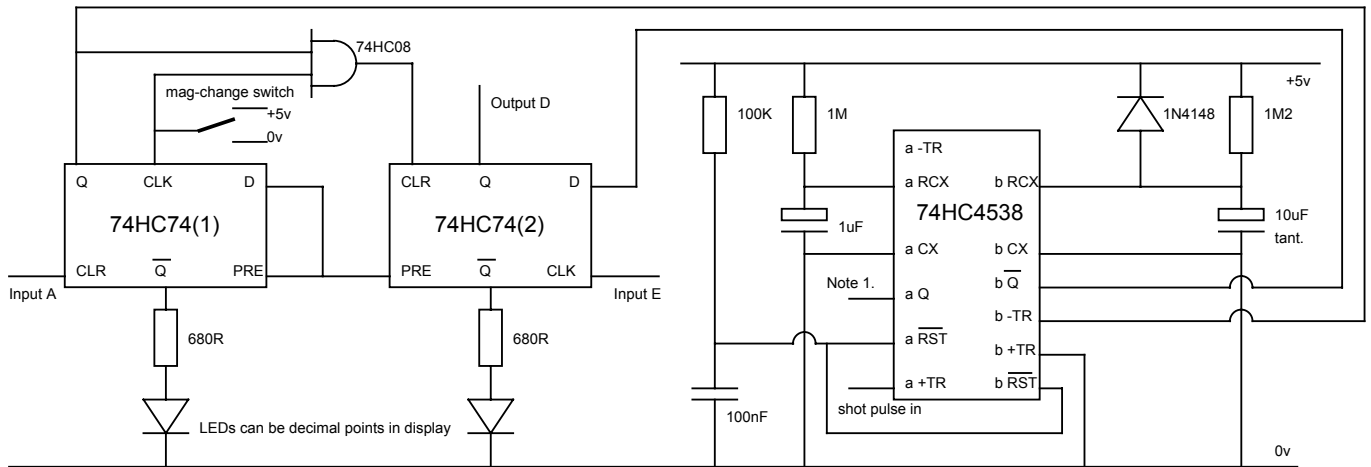 74HC08
mag-change switch
+5v
0v
Output D
Q CLK D
74HC74(1)
CLR Q PRE
Input A
CLR Q D
74HC74(2)
PRE Q CLK
Input E
680R
680R
LEDs can be decimal points in display
+5v
100K
1M
1N4148
1M2
a -TR
a RCX b RCX
74HC4538
1uF
10uF
tant.
a CX b CX
Note 1.
a Q
b Q
b -TR
a RST
b +TR
a +TR b RST
shot pulse in
100nF
0v